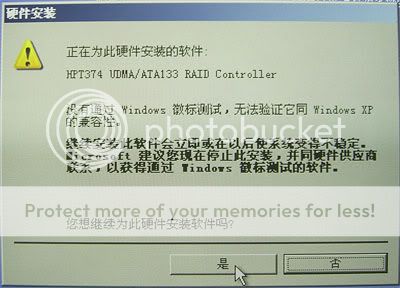 硬件安装
正在为此硬件安装的软件:
HPT374 UDMA/ATA133 RAID Controller
没有通过 Windows 徽标测试,无法验证它同 Windows XP
的兼容性。
继续安装此软件会立即或在以后使系统变得不稳定。
Microsoft 建议您现在停止此安装,并同硬件供应商
联系,以获得通过 Windows 徽标测试的软件。
photobucket
Protect more of your memories for less!
您想继续为此硬件安装软件吗?
是
否